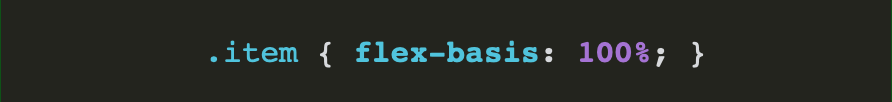 .item { flex-basis: 100%; }